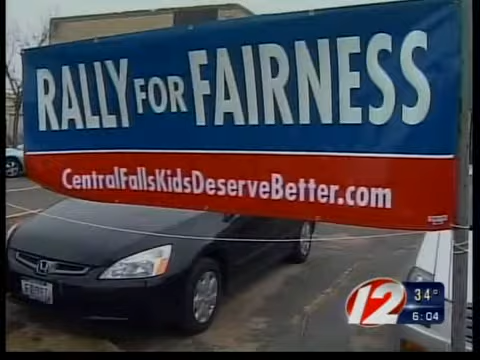 RALLY FOR FAIRNESS
CentralFallsKidsDeserveBetter.com
12
34°
6:04